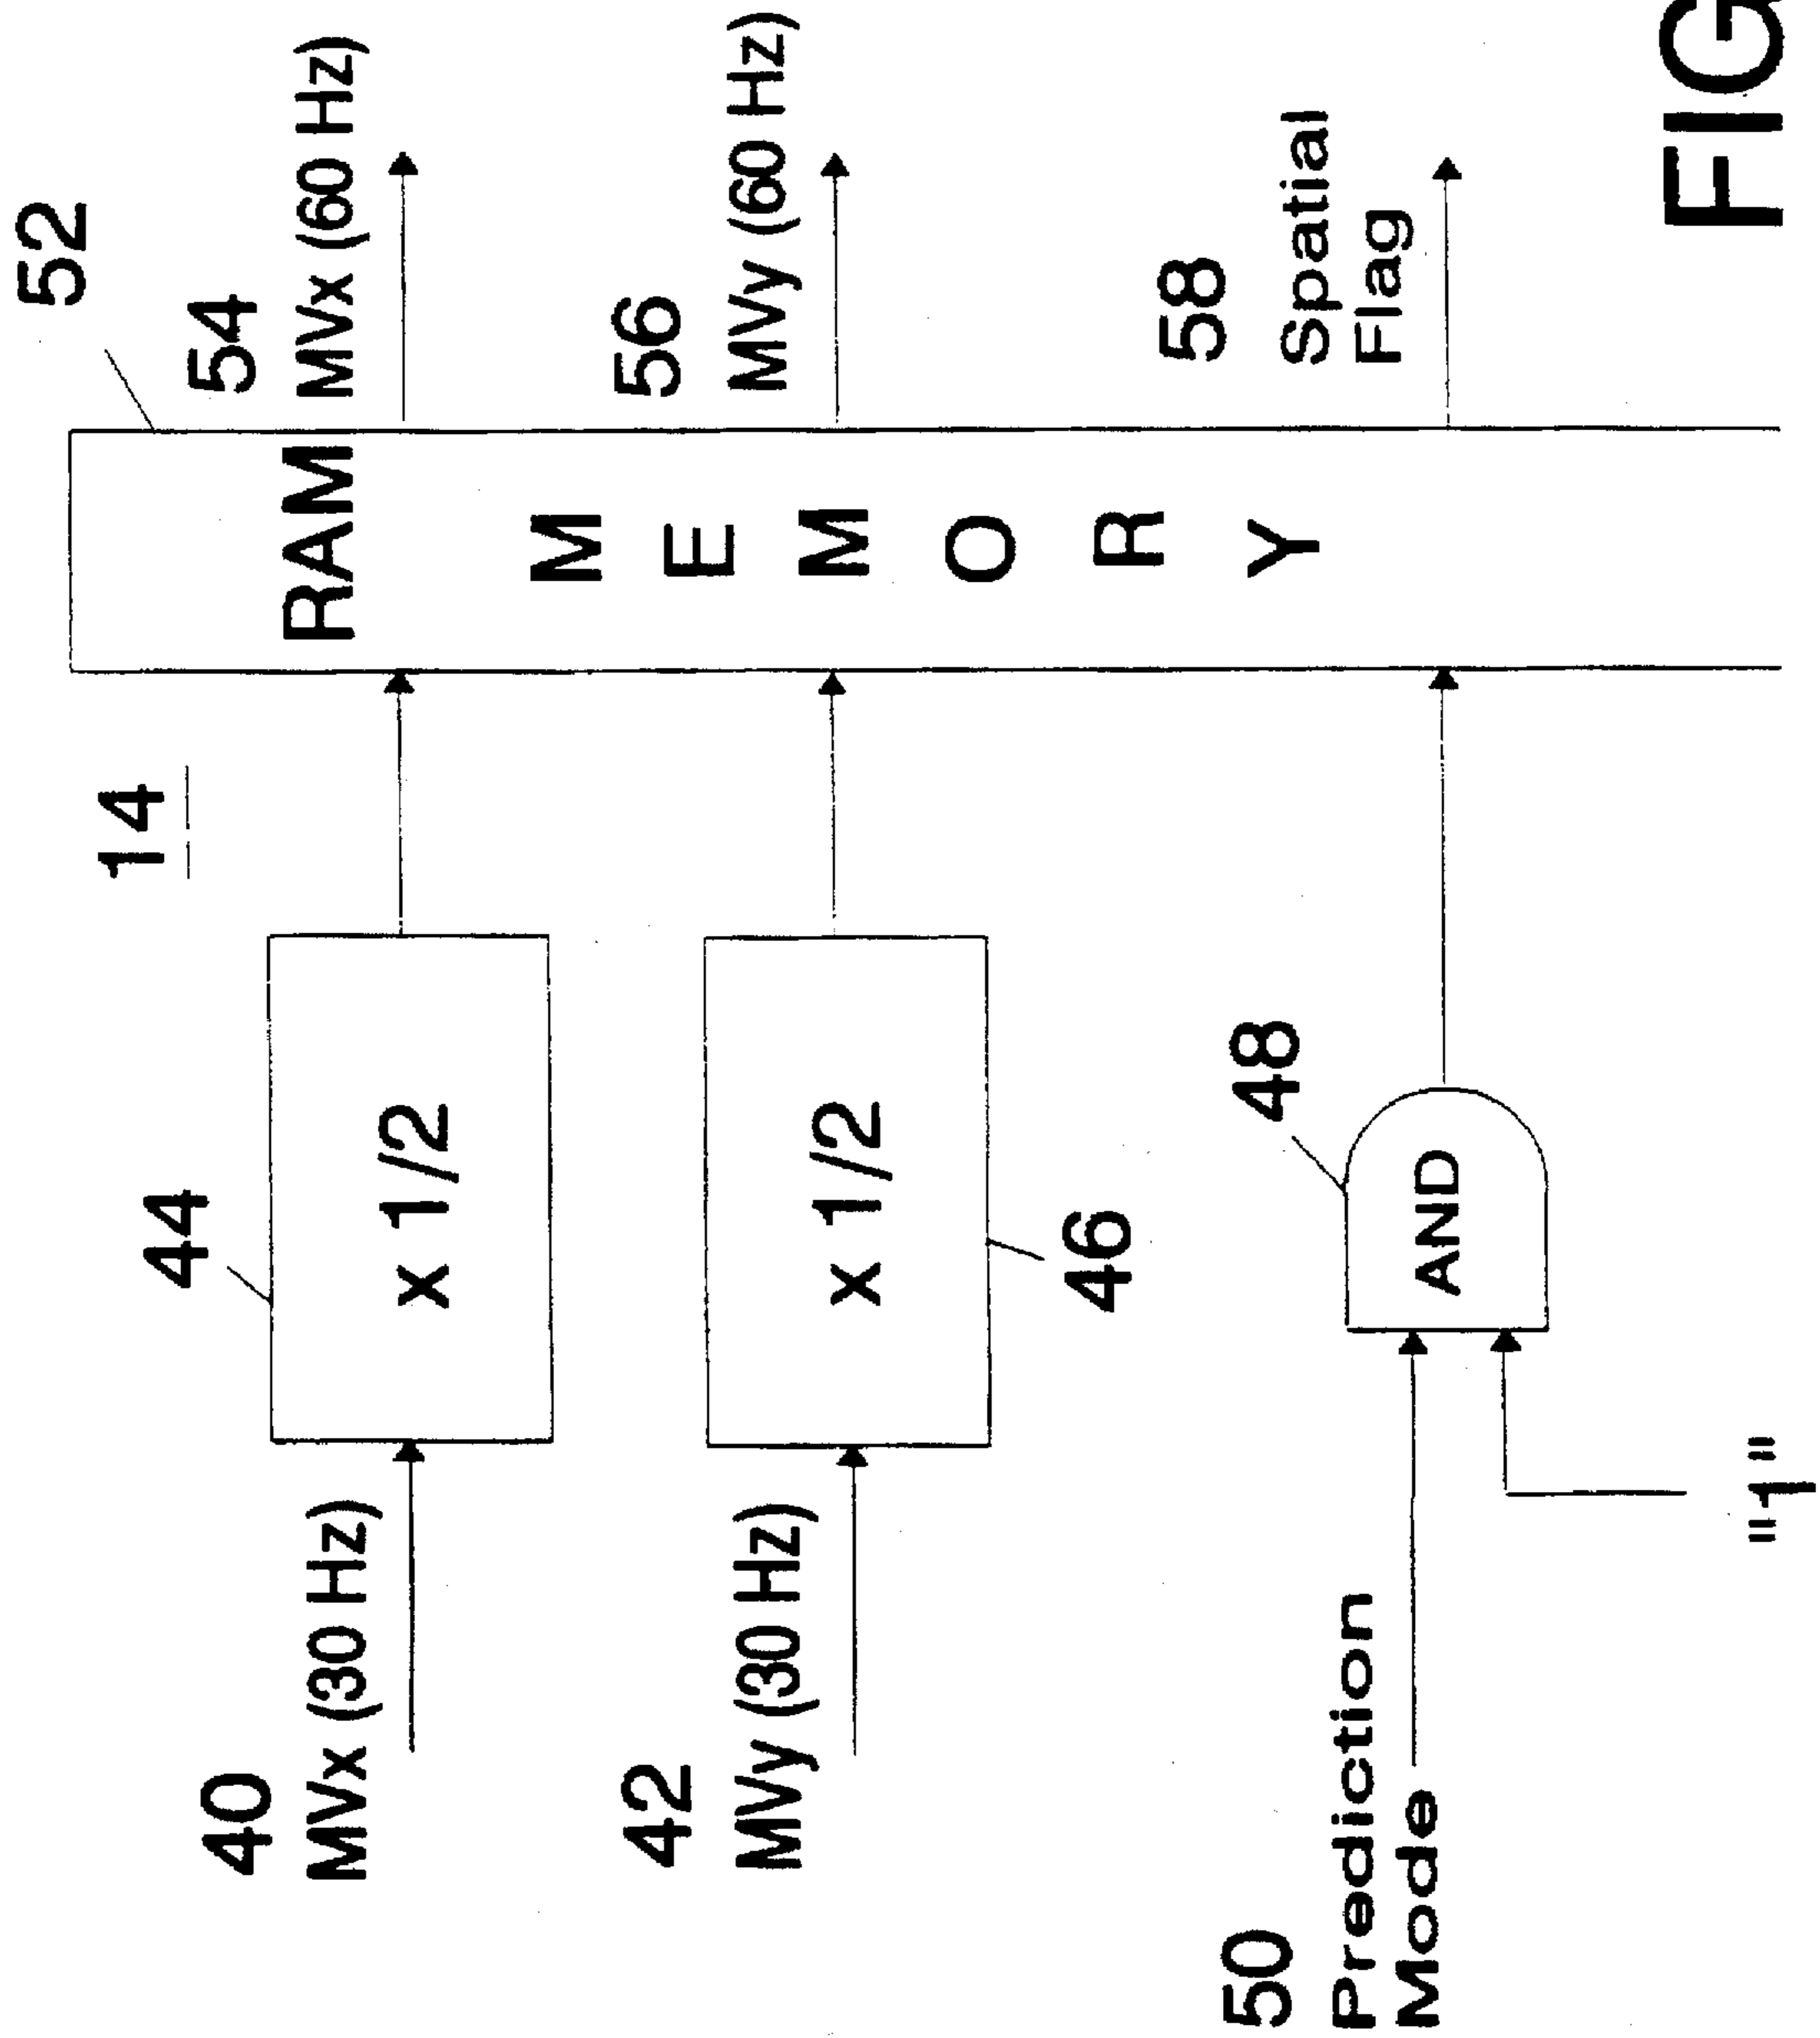 52
14
54
MVx (60 Hz)
40
MVx (30 Hz)
44
x 1/2
RAM
M
E
M
O
R
Y
56
MVy (60 Hz)
42
MVy (30 Hz)
x 1/2
46
58
Spatial
Flag
50
Prediction
Mode
48
AND
"1"
FIG